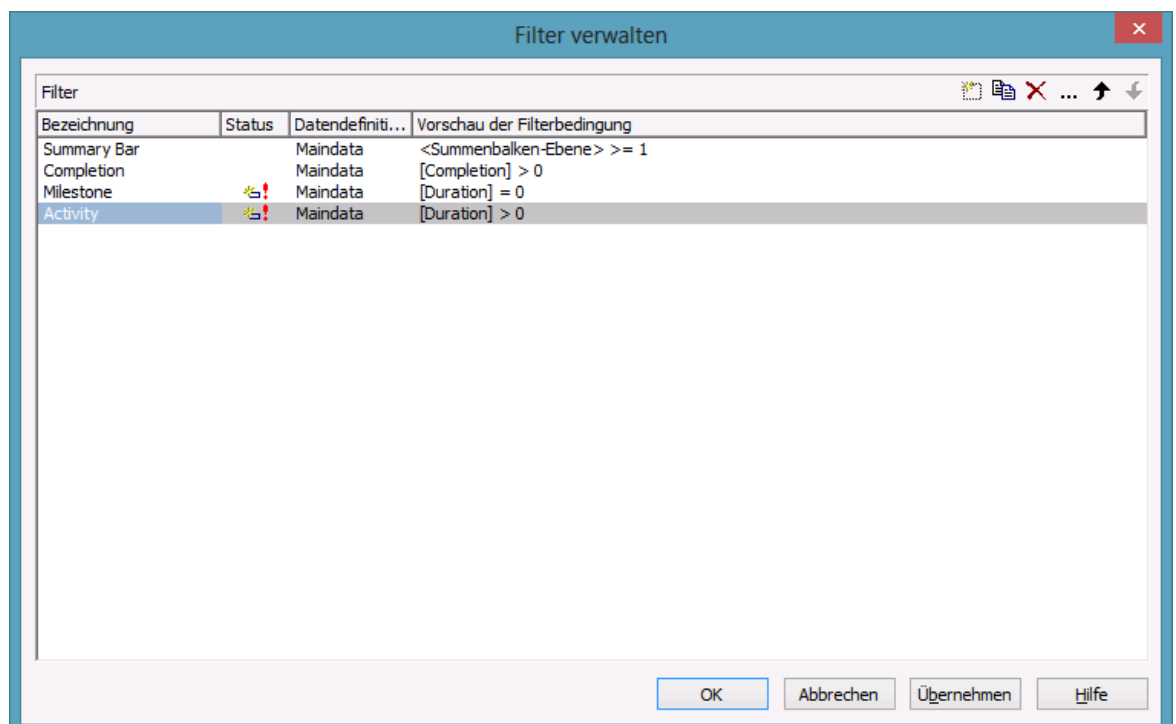 Filter verwalten
Filter
...
Bezeichnung Status Datendefiniti... Vorschau der Filterbedingung
Summary Bar Maindata <Summenbalken-Ebene> >= 1
Completion Maindata [Completion] > 0
Milestone Maindata [Duration] = 0
Activity Maindata [Duration] > 0
OK Abbrechen Übernehmen Hilfe